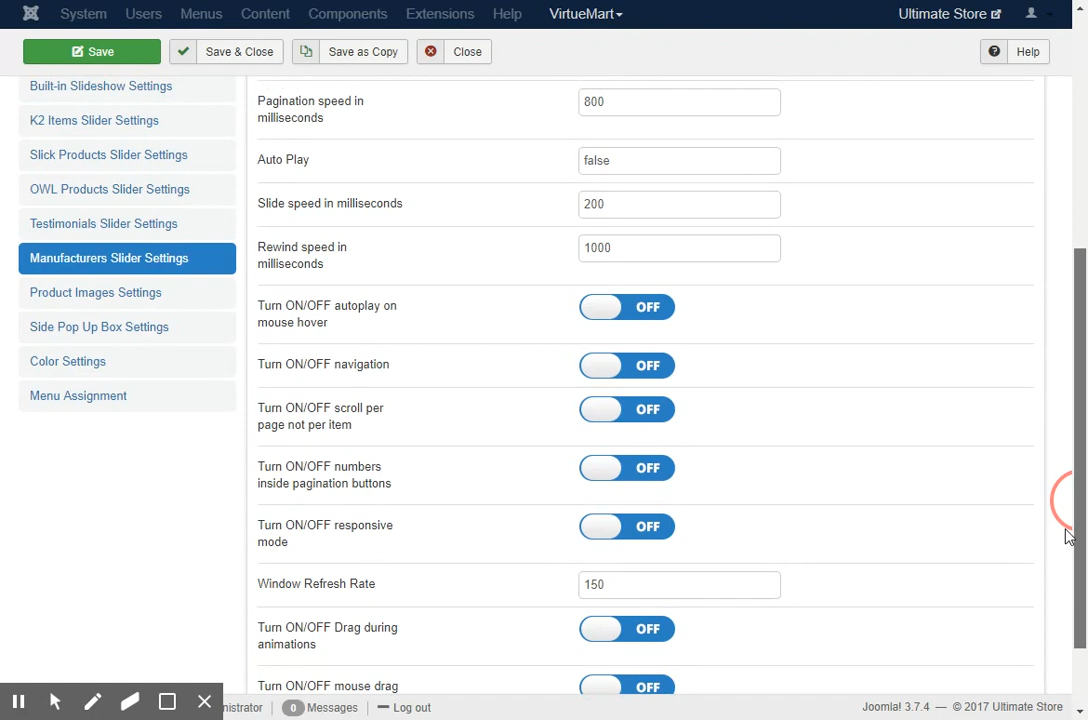 System Users Menus Content Components Extensions Help VirtueMart Ultimate Store
Save Save & Close Save as Copy Close Help
Built-in Slideshow Settings
K2 Items Slider Settings
Slick Products Slider Settings
OWL Products Slider Settings
Testimonials Slider Settings
Manufacturers Slider Settings
Product Images Settings
Side Pop Up Box Settings
Color Settings
Menu Assignment
Pagination speed in
milliseconds
800
Auto Play
false
Slide speed in milliseconds
200
Rewind speed in
milliseconds
1000
Turn ON/OFF autoplay on
mouse hover
OFF
Turn ON/OFF navigation
OFF
Turn ON/OFF scroll per
page not per item
OFF
Turn ON/OFF numbers
inside pagination buttons
OFF
Turn ON/OFF responsive
mode
OFF
Window Refresh Rate
150
Turn ON/OFF Drag during
animations
OFF
Turn ON/OFF mouse drag
OFF
0 Messages Log out
Joomla! 3.7.4 — © 2017 Ultimate Store